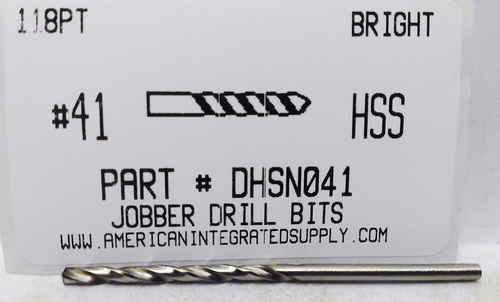 118PT BRIGHT
#41 HSS
PART # DHSN041
JOBBER DRILL BITS
WWW.AMERICANINTEGRATEDSUPPLY.COM